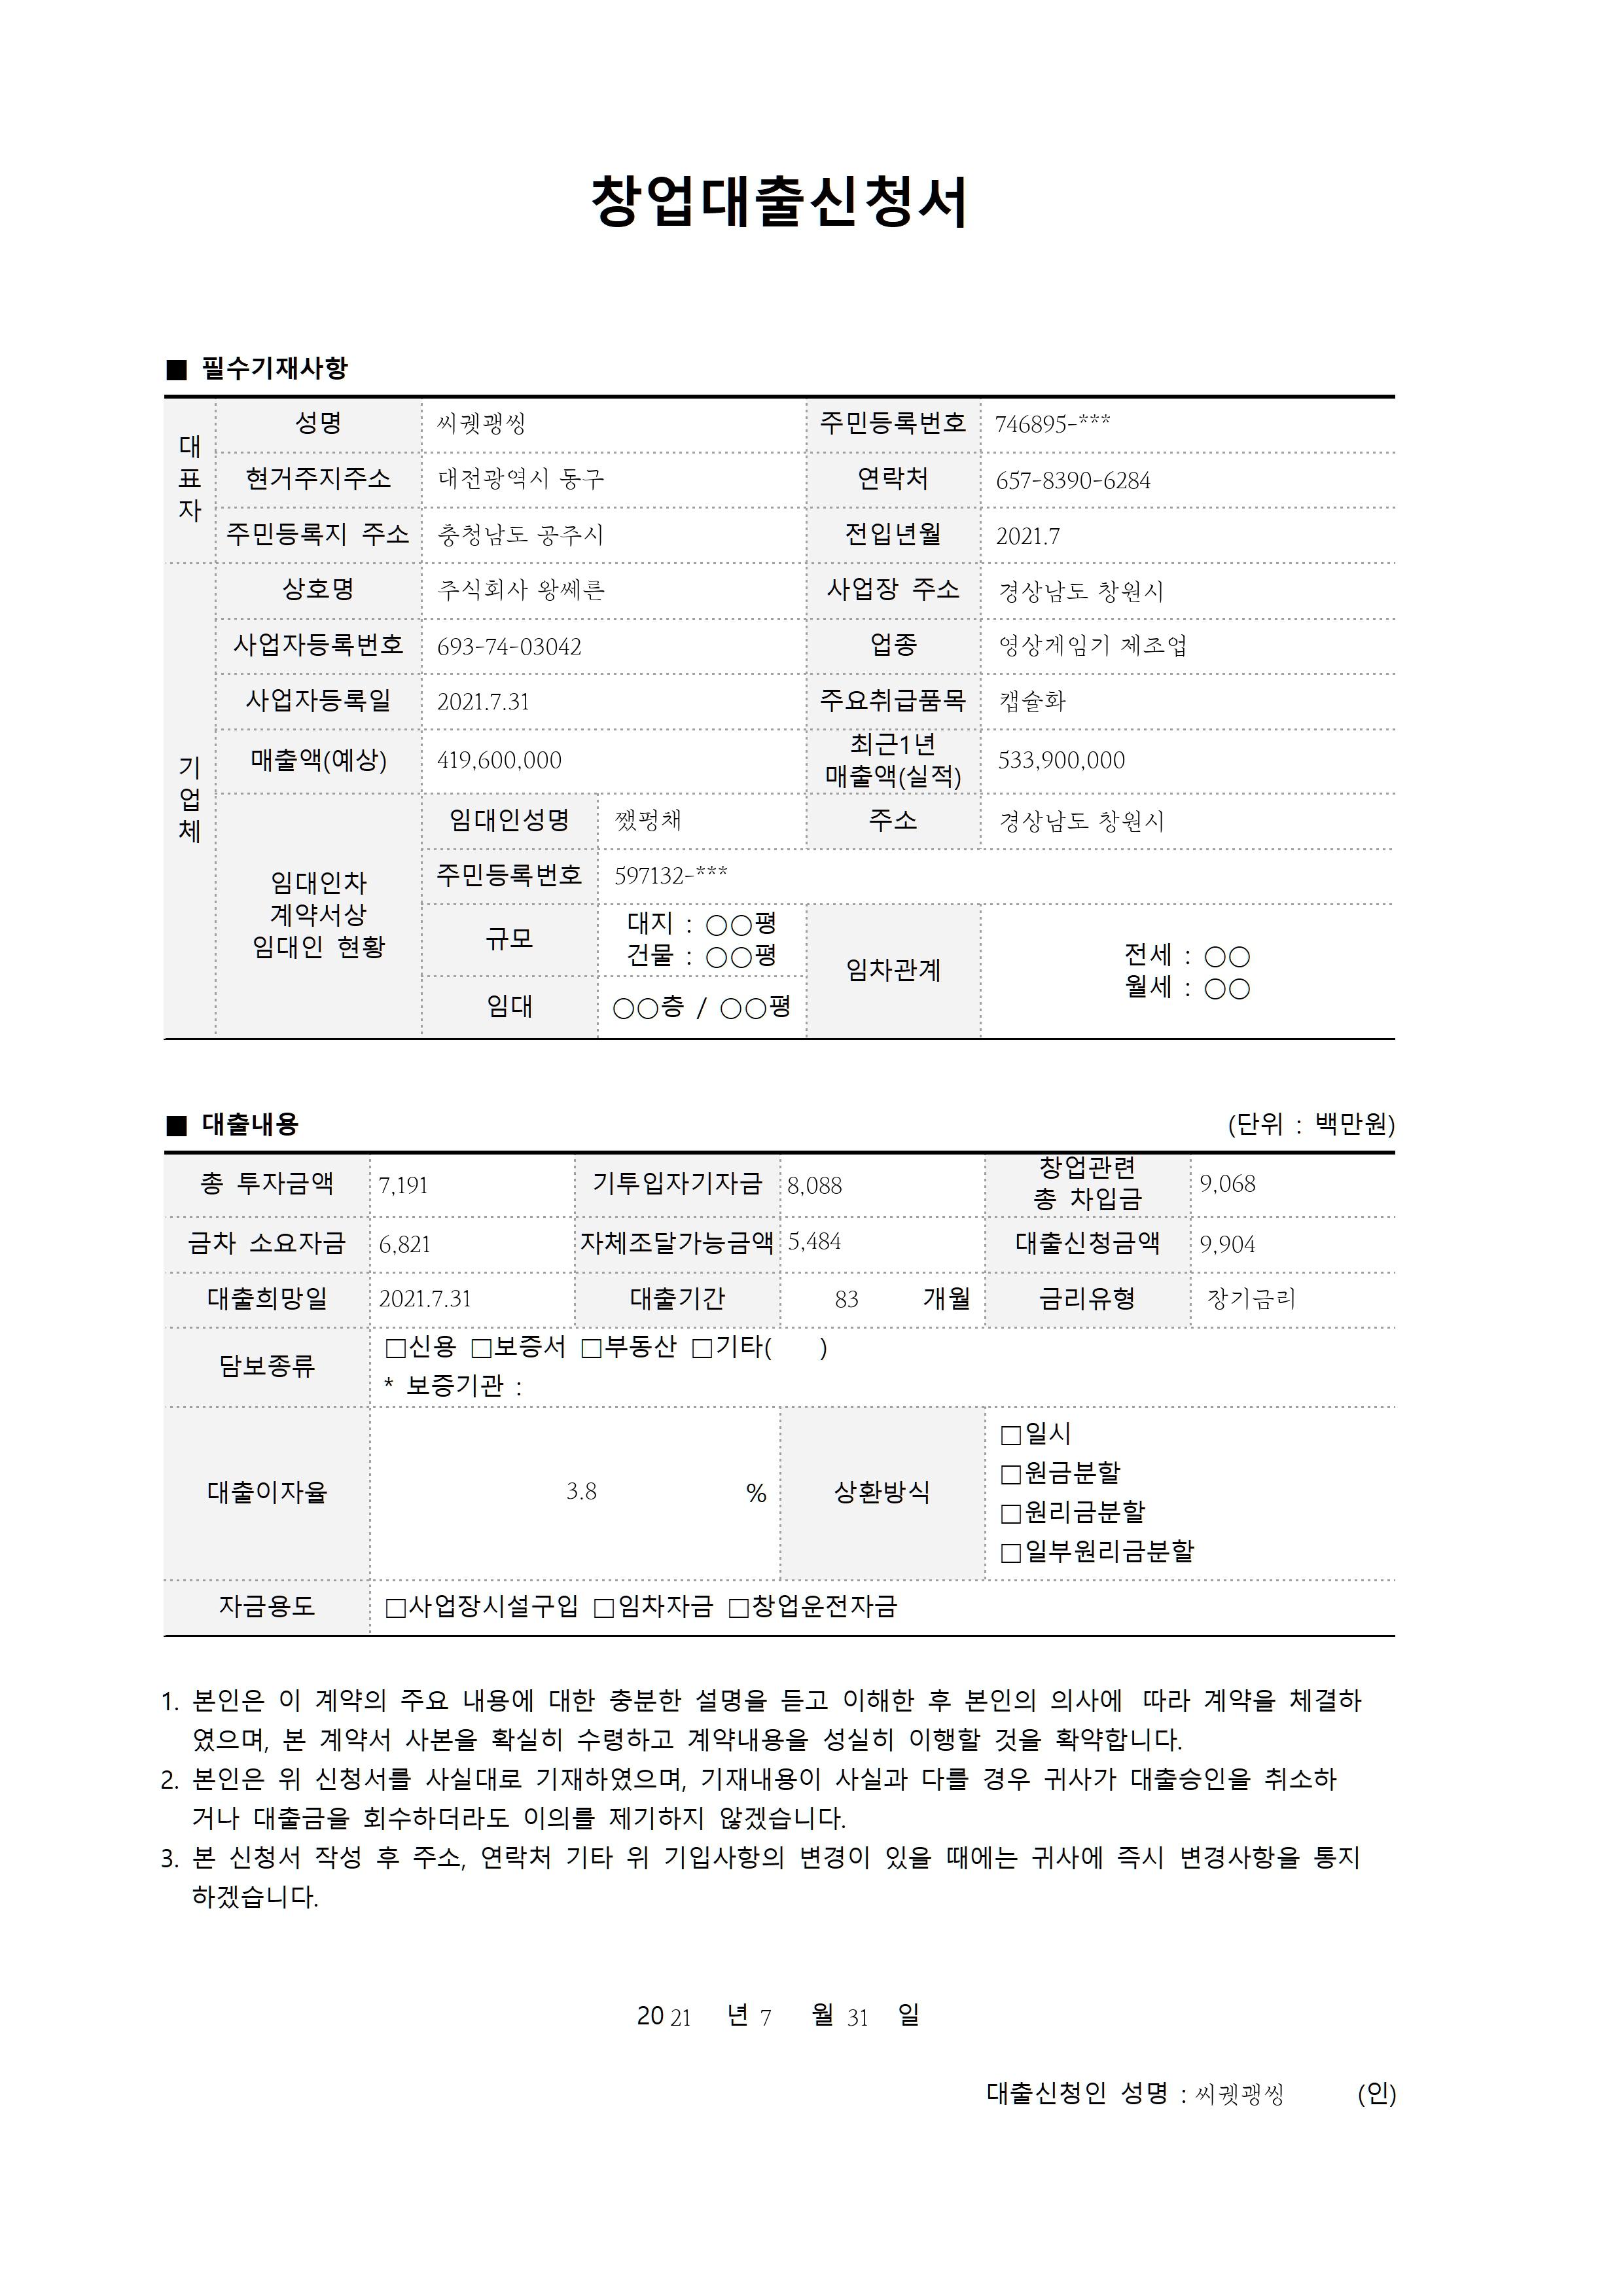 창업대출신청서
■ 필수기재사항
대표자
성명 씨퀫괭씽 주민등록번호 746895-***
현거주지주소 대전광역시 동구 연락처 657-8390-6284
주민등록지 주소 충청남도 공주시 전입년월 2021.7
기업체
상호명 주식회사 왕쎄른 사업장 주소 경상남도 창원시
사업자등록번호 693-74-03042 업종 영상게임기 제조업
사업자등록일 2021.7.31 주요취급품목 캡슐화
매출액(예상) 419,600,000 최근1년 매출액(실적) 533,900,000
임대인차
계약서상
임대인 현황
임대인성명 쨌펑채 주소 경상남도 창원시
주민등록번호 597132-***
규모 대지 : ○○평
건물 : ○○평
임대 ○○층 / ○○평
임차관계 전세 : ○○
월세 : ○○
■ 대출내용 (단위 : 백만원)
총 투자금액 7,191 기투입자기자금 8,088 창업관련 총 차입금 9,068
금차 소요자금 6,821 자체조달가능금액 5,484 대출신청금액 9,904
대출희망일 2021.7.31 대출기간 83 개월 금리유형 장기금리
담보종류 □신용 □보증서 □부동산 □기타( )
* 보증기관 :
대출이자율 3.8 % 상환방식
□일시
□원금분할
□원리금분할
□일부원리금분할
자금용도 □사업장시설구입 □임차자금 □창업운전자금
1. 본인은 이 계약의 주요 내용에 대한 충분한 설명을 듣고 이해한 후 본인의 의사에 따라 계약을 체결하
였으며, 본 계약서 사본을 확실히 수령하고 계약내용을 성실히 이행할 것을 확약합니다.
2. 본인은 위 신청서를 사실대로 기재하였으며, 기재내용이 사실과 다를 경우 귀사가 대출승인을 취소하
거나 대출금을 회수하더라도 이의를 제기하지 않겠습니다.
3. 본 신청서 작성 후 주소, 연락처 기타 위 기입사항의 변경이 있을 때에는 귀사에 즉시 변경사항을 통지
하겠습니다.
20 21 년 7 월 31 일
대출신청인 성명 : 씨퀫괭씽 (인)